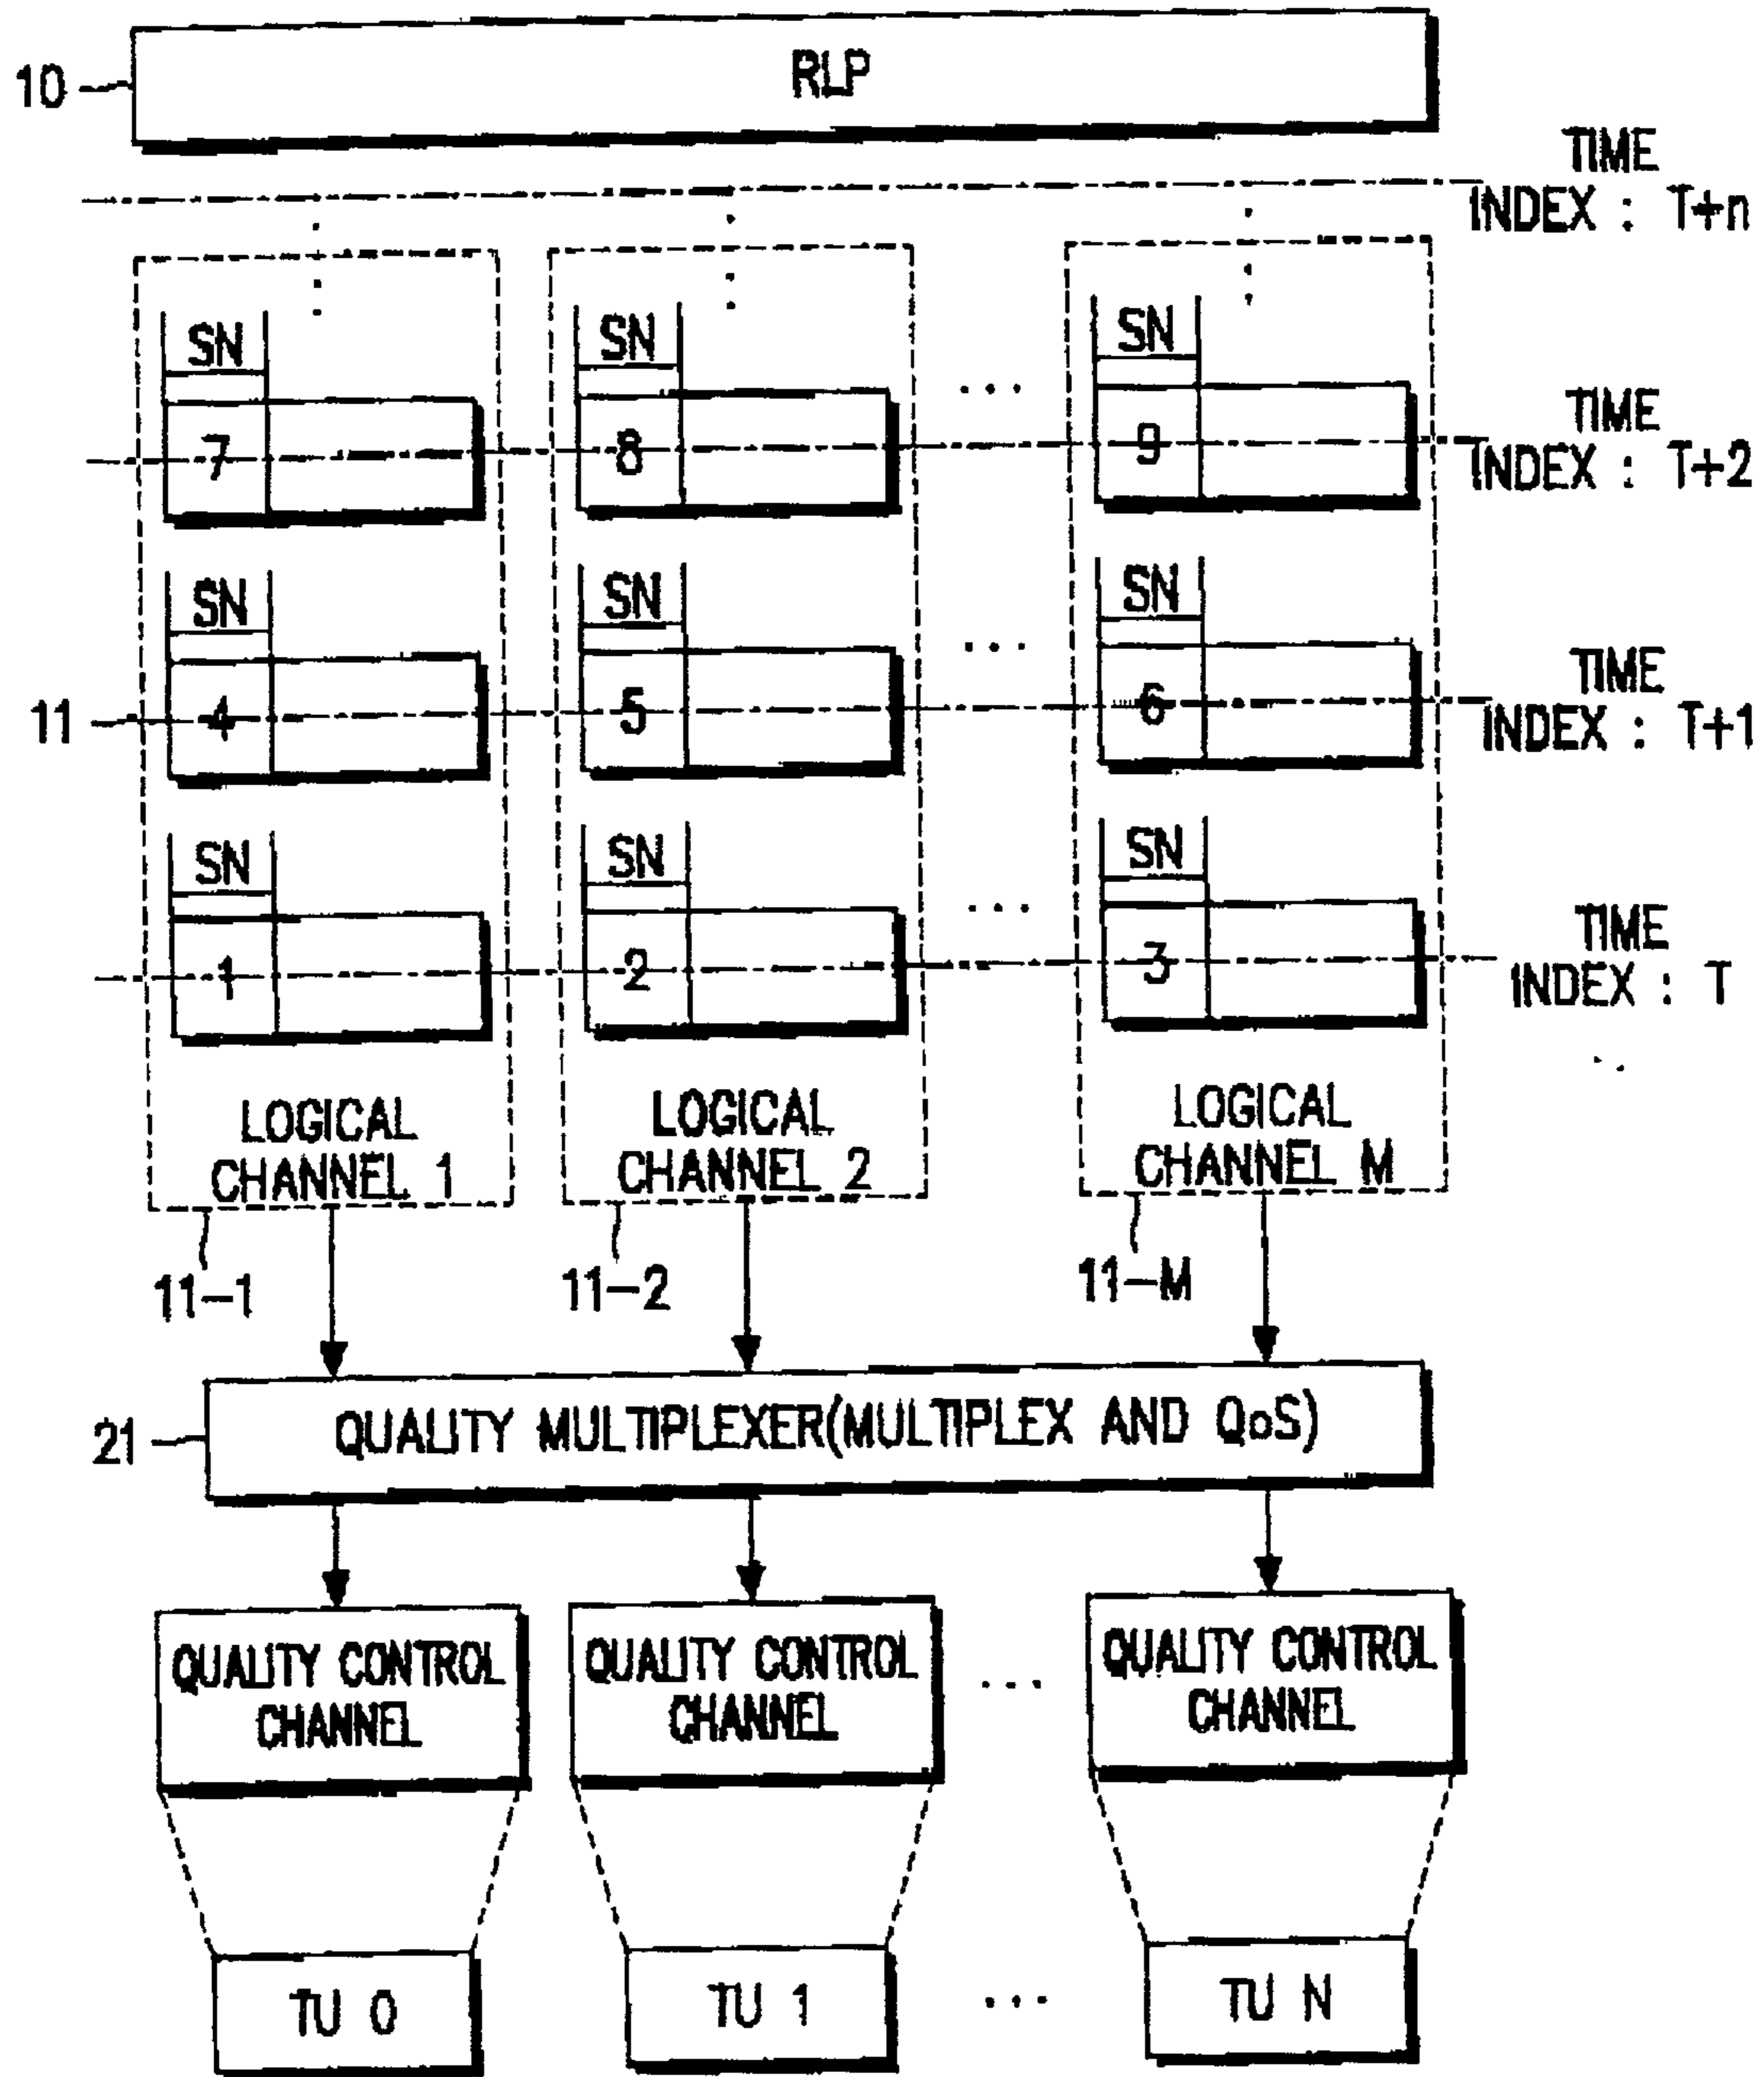 RLP
10
TIME
INDEX : T+n
SN SN SN
... ... 
7 8 9
TIME
INDEX : T+2
SN SN SN
...
11
4 5 6
TIME
INDEX : T+1
SN SN SN
...
1 2 3
TIME
INDEX : T
LOGICAL
CHANNEL 1
LOGICAL
CHANNEL 2
LOGICAL
CHANNEL M
11-1
11-2
11-M
21
QUALITY MULTIPLEXER(MULTIPLEX AND QoS)
QUALITY CONTROL
CHANNEL
QUALITY CONTROL
CHANNEL
...
QUALITY CONTROL
CHANNEL
TU 0
TU 1
...
TU N